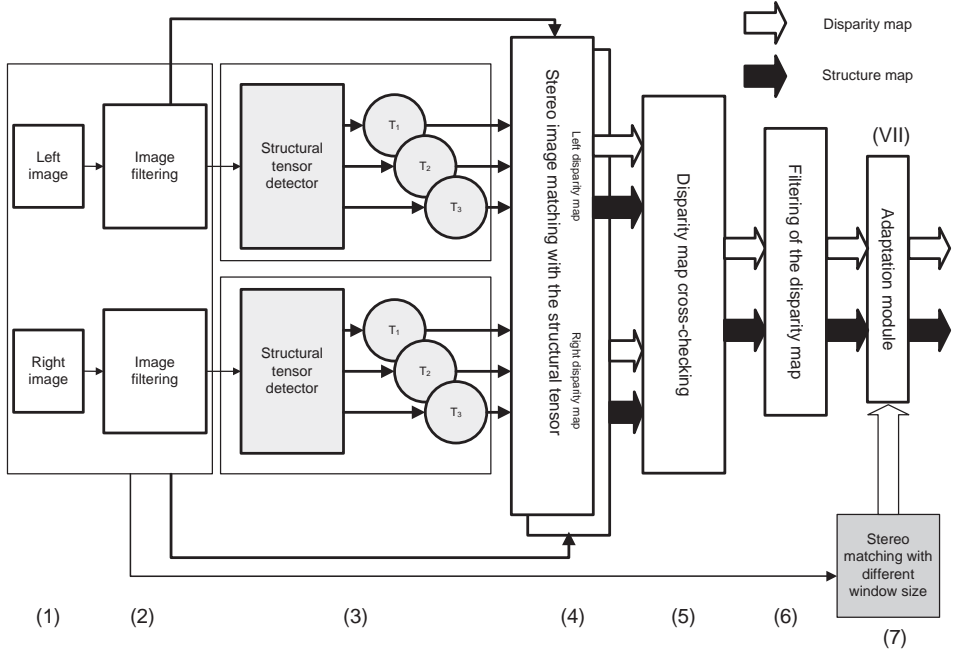 Disparity map
Structure map
(VII)
Left
image
Image
filtering
Structural
tensor
detector
T1
T2
T3
Right
image
Image
filtering
Structural
tensor
detector
T1
T2
T3
Stereo image matching with the structural tensor
Left disparity map
Right disparity map
Disparity map cross-checking
Filtering of the disparity map
Adaptation module
Stereo
matching with
different
window size
(1)
(2)
(3)
(4)
(5)
(6)
(7)